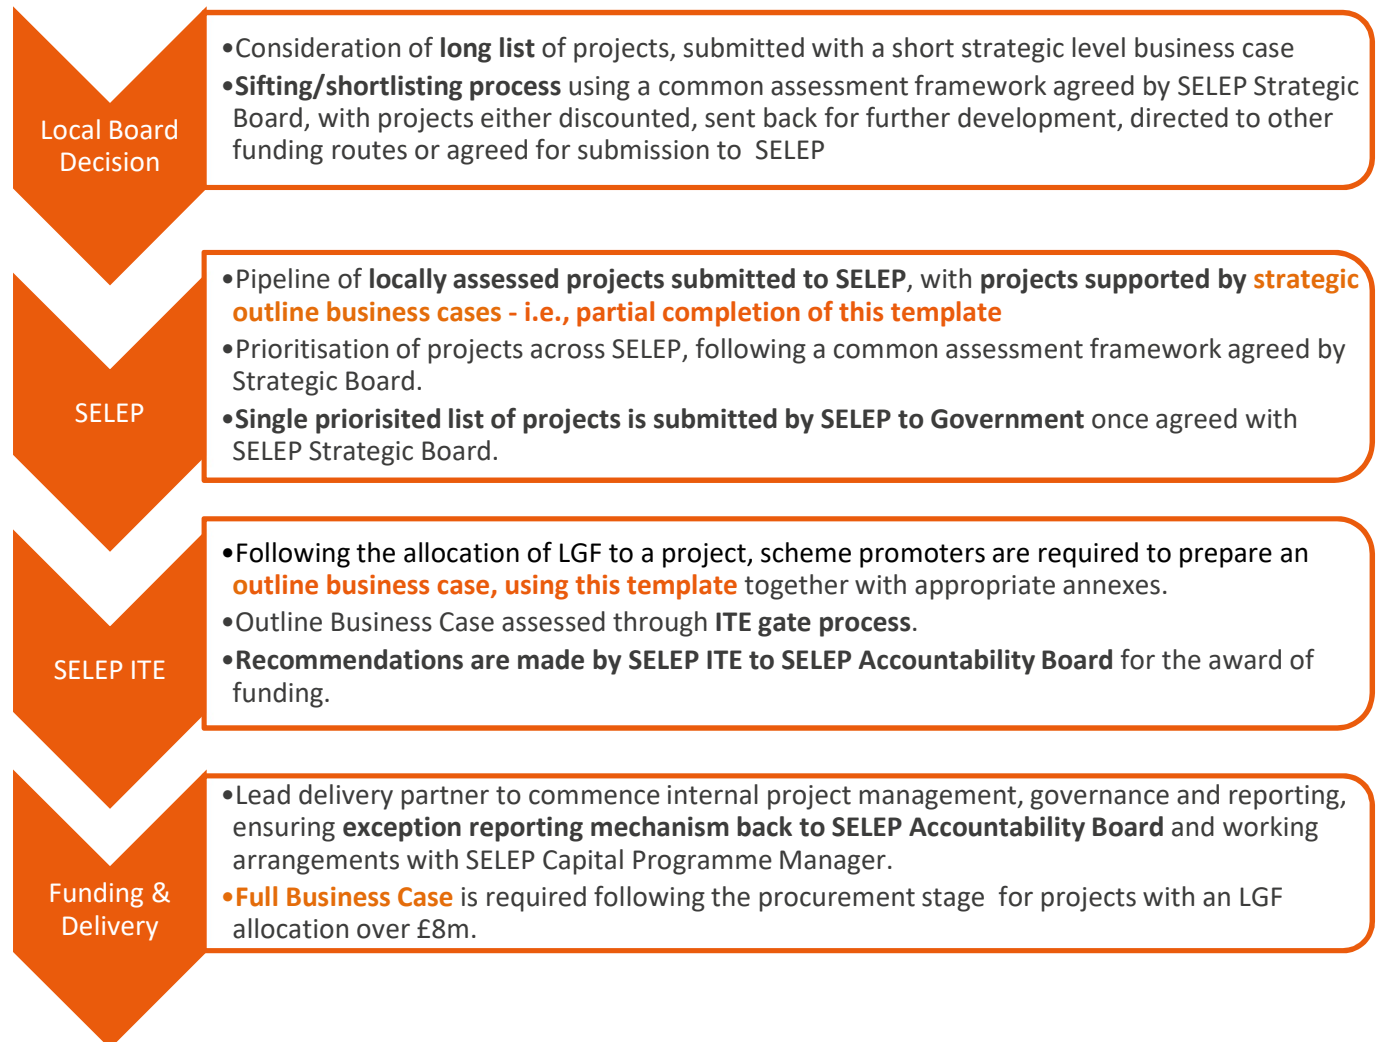 Local Board
Decision
•Consideration of long list of projects, submitted with a short strategic level business case
•Sifting/shortlisting process using a common assessment framework agreed by SELEP Strategic
Board, with projects either discounted, sent back for further development, directed to other
funding routes or agreed for submission to SELEP
SELEP
•Pipeline of locally assessed projects submitted to SELEP, with projects supported by strategic
outline business cases - i.e., partial completion of this template
•Prioritisation of projects across SELEP, following a common assessment framework agreed by
Strategic Board.
•Single priorisited list of projects is submitted by SELEP to Government once agreed with
SELEP Strategic Board.
SELEP ITE
•Following the allocation of LGF to a project, scheme promoters are required to prepare an
outline business case, using this template together with appropriate annexes.
•Outline Business Case assessed through ITE gate process.
•Recommendations are made by SELEP ITE to SELEP Accountability Board for the award of
funding.
Funding &
Delivery
•Lead delivery partner to commence internal project management, governance and reporting,
ensuring exception reporting mechanism back to SELEP Accountability Board and working
arrangements with SELEP Capital Programme Manager.
•Full Business Case is required following the procurement stage for projects with an LGF
allocation over £8m.